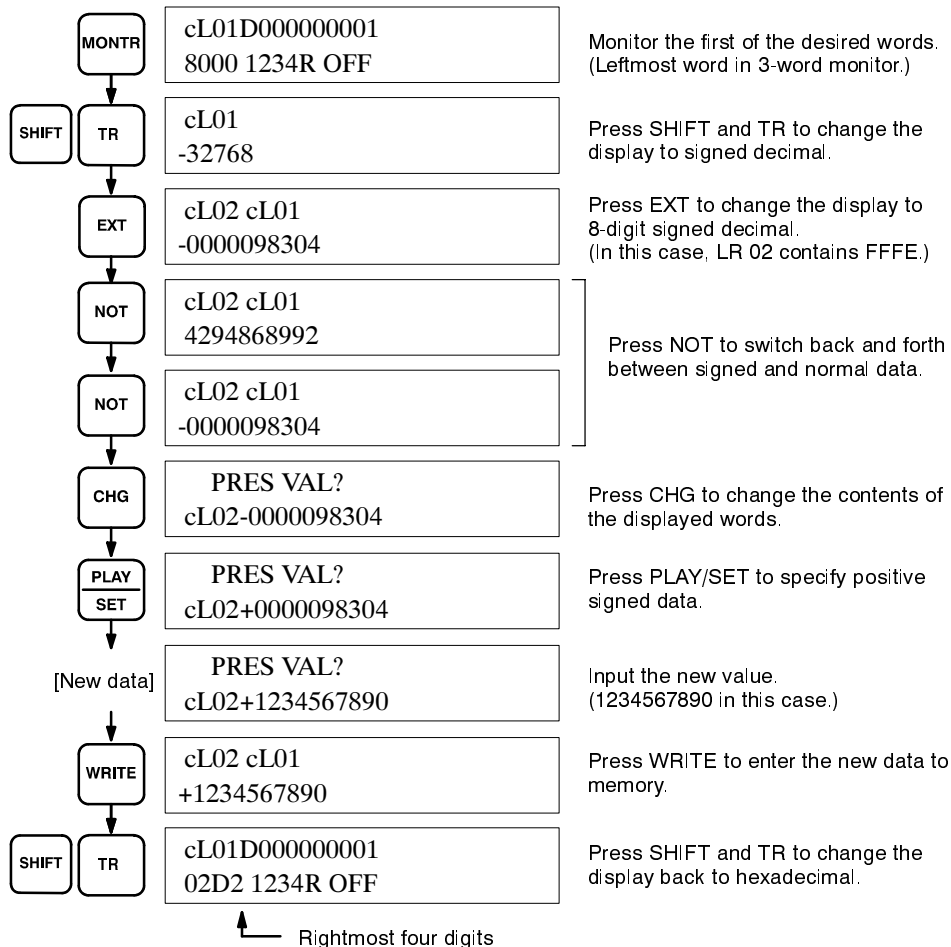 MONTR
cL01D000000001
8000 1234R OFF
Monitor the first of the desired words.
(Leftmost word in 3-word monitor.)
SHIFT
TR
cL01
-32768
Press SHIFT and TR to change the
display to signed decimal.
EXT
cL02 cL01
-0000098304
Press EXT to change the display to
8-digit signed decimal.
(In this case, LR 02 contains FFFE.)
NOT
cL02 cL01
4294868992
NOT
cL02 cL01
-0000098304
Press NOT to switch back and forth
between signed and normal data.
CHG
PRES VAL?
cL02-0000098304
Press CHG to change the contents of
the displayed words.
PLAY
SET
PRES VAL?
cL02+0000098304
Press PLAY/SET to specify positive
signed data.
[New data]
PRES VAL?
cL02+1234567890
Input the new value.
(1234567890 in this case.)
WRITE
cL02 cL01
+1234567890
Press WRITE to enter the new data to
memory.
SHIFT
TR
cL01D000000001
02D2 1234R OFF
Press SHIFT and TR to change the
display back to hexadecimal.
Rightmost four digits